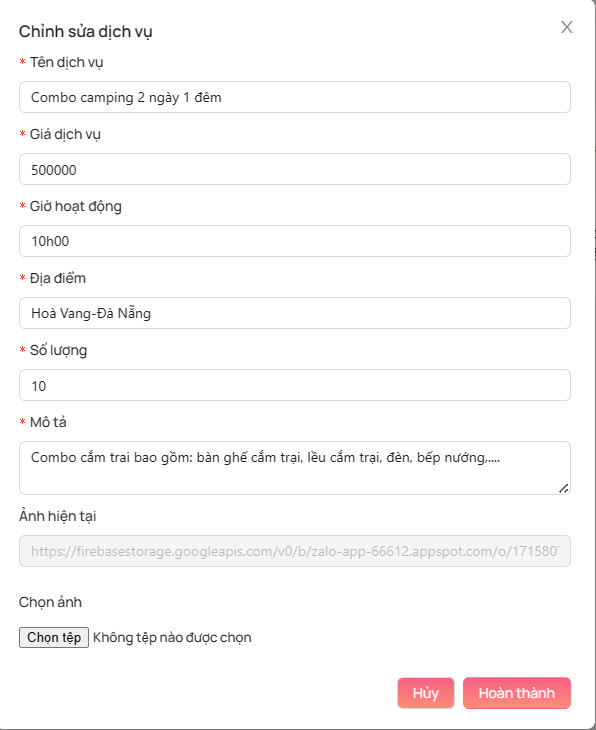 Chỉnh sửa dịch vụ
* Tên dịch vụ
Combo camping 2 ngày 1 đêm
* Giá dịch vụ
500000
* Giờ hoạt động
10h00
* Địa điểm
Hoà Vang-Đà Nẵng
* Số lượng
10
* Mô tả
Combo cắm trai bao gồm: bàn ghế cắm trại, lều cắm trại, đèn, bếp nướng,....
Ảnh hiện tại
https://firebasestorage.googleapis.com/v0/b/zalo-app-66612.appspot.com/o/171580
Chọn ảnh
Chọn tệp Không tệp nào được chọn
Hủy Hoàn thành